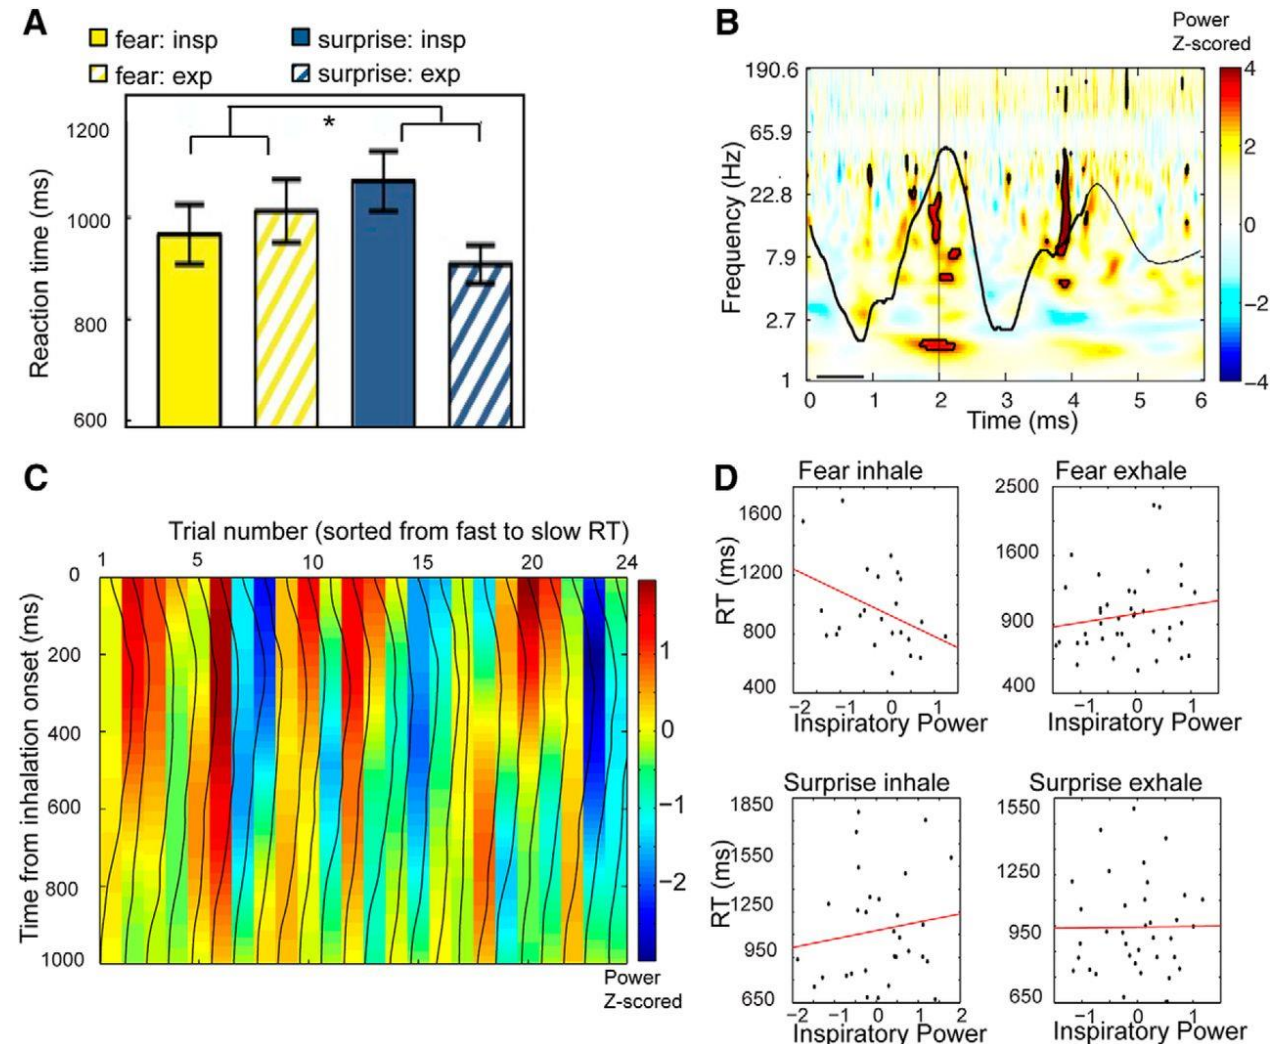 A
fear: insp
surprise: insp
fear: exp
surprise: exp
1200
1000
800
600
Reaction time (ms)
*
B
Power
Z-scored
190.6
65.9
22.8
7.9
2.7
1
Frequency (Hz)
0 1 2 3 4 5 6
Time (ms)
4
2
0
−2
−4
C
Trial number (sorted from fast to slow RT)
1 5 10 15 20 24
0
200
400
600
800
1000
Time from inhalation onset (ms)
1
0
−1
−2
Power
Z-scored
D
Fear inhale
1600
1200
800
400
RT (ms)
−2 −1 0 1
Inspiratory Power
Fear exhale
2500
1600
900
400
−1 0 1
Inspiratory Power
Surprise inhale
1850
1550
1250
950
650
RT (ms)
−2 −1 0 1 2
Inspiratory Power
Surprise exhale
1550
1250
950
650
−1 0 1
Inspiratory Power